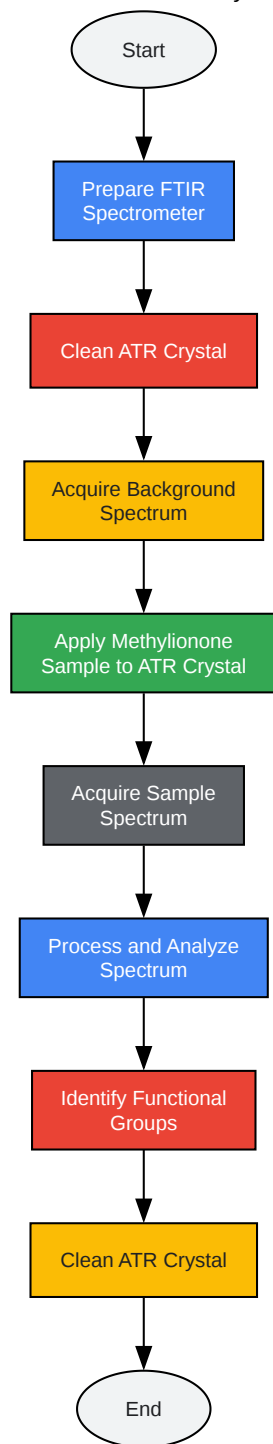 Start
Prepare FTIR
Spectrometer
Clean ATR Crystal
Acquire Background
Spectrum
Apply Methylionone
Sample to ATR Crystal
Acquire Sample
Spectrum
Process and Analyze
Spectrum
Identify Functional
Groups
Clean ATR Crystal
End